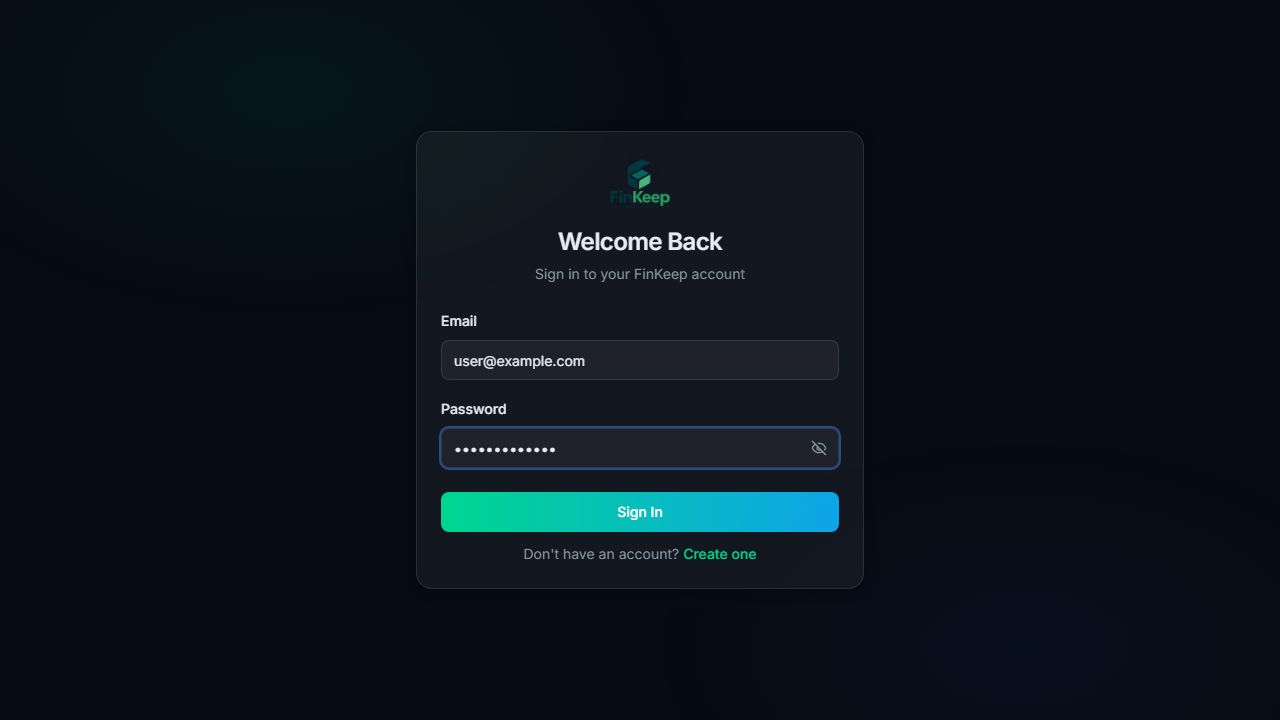 FinKeep
Welcome Back
Sign in to your FinKeep account
Email
user@example.com
Password
•••••••••••••
Sign In
Don't have an account? Create one